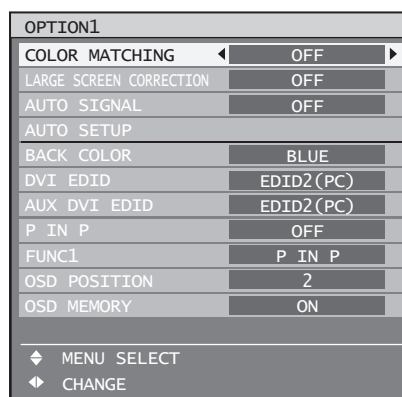 OPTION1
COLOR MATCHING OFF
LARGE SCREEN CORRECTION OFF
AUTO SIGNAL OFF
AUTO SETUP
BACK COLOR BLUE
DVI EDID EDID2(PC)
AUX DVI EDID EDID2(PC)
P IN P OFF
FUNC1 P IN P
OSD POSITION 2
OSD MEMORY ON
MENU SELECT
CHANGE